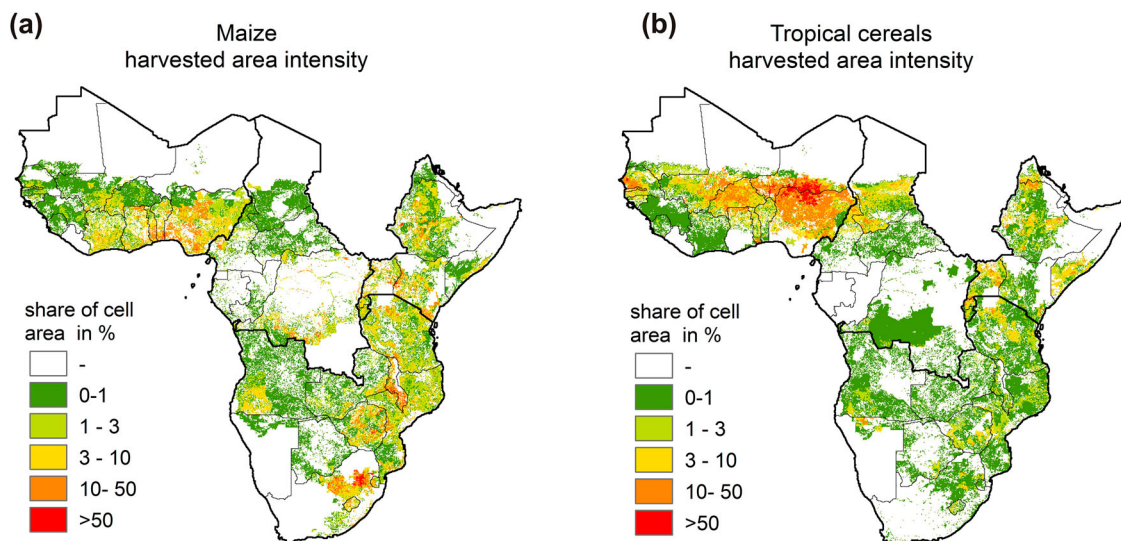 (a)
Maize
harvested area intensity
share of cell
area in %
-
0-1
1 - 3
3 - 10
10- 50
>50
(b)
Tropical cereals
harvested area intensity
share of cell
area in %
-
0-1
1 - 3
3 - 10
10- 50
>50